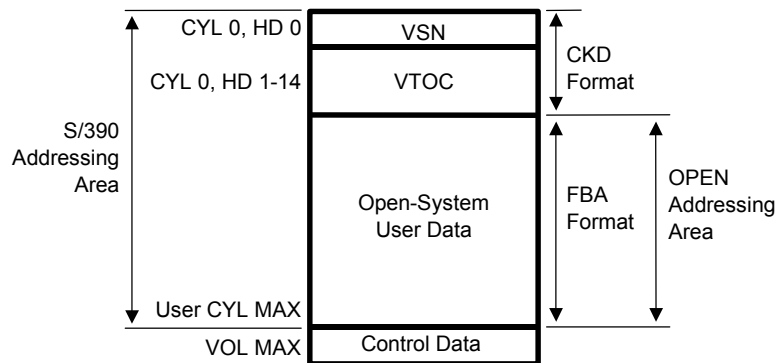 CYL 0, HD 0
VSN
CKD
Format
CYL 0, HD 1-14
VTOC
S/390
Addressing
Area
Open-System
User Data
FBA
Format
OPEN
Addressing
Area
User CYL MAX
VOL MAX
Control Data